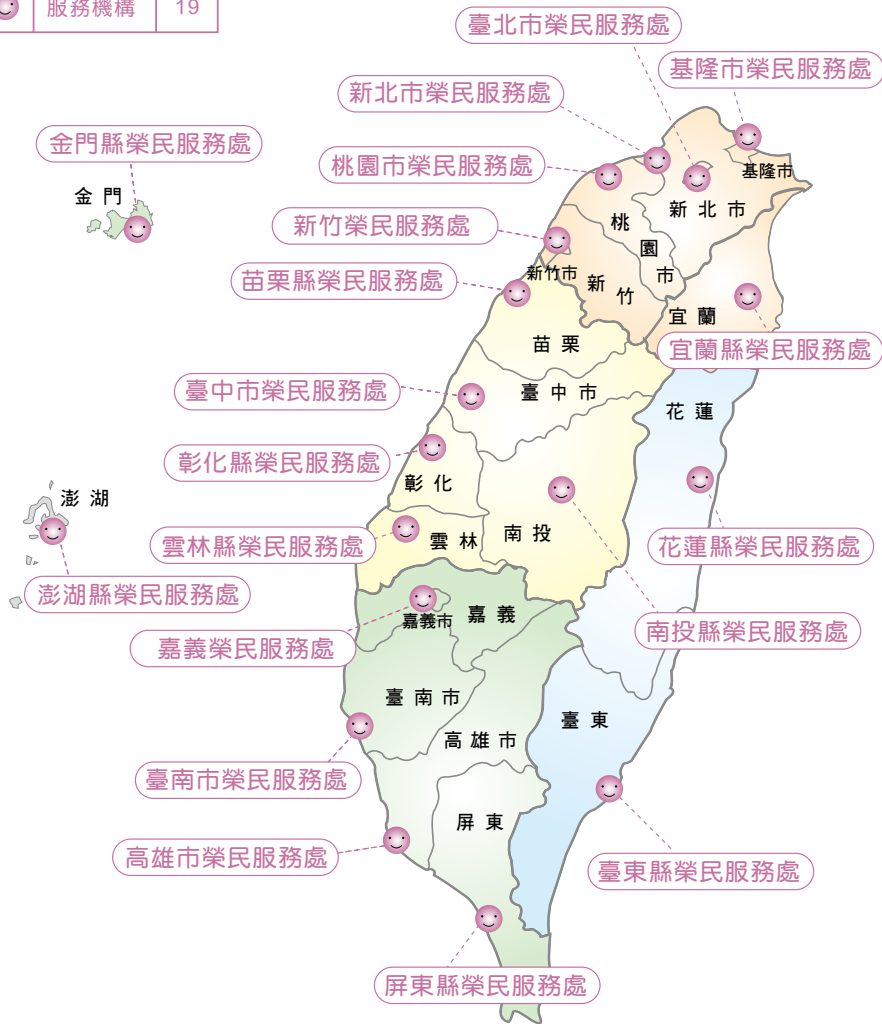 服務機構 19
臺北市榮民服務處
基隆市榮民服務處
新北市榮民服務處
金門縣榮民服務處
桃園市榮民服務處
基隆市
金門
新北市
桃園市
新竹榮民服務處
新竹市
苗栗縣榮民服務處
新竹
宜蘭
苗栗
宜蘭縣榮民服務處
臺中市榮民服務處
臺中市
花蓮
彰化縣榮民服務處
彰化
澎湖
南投
雲林
雲林縣榮民服務處
花蓮縣榮民服務處
澎湖縣榮民服務處
嘉義
嘉義市
南投縣榮民服務處
嘉義榮民服務處
臺南市
臺東
高雄市
臺南市榮民服務處
屏東
高雄市榮民服務處
臺東縣榮民服務處
屏東縣榮民服務處